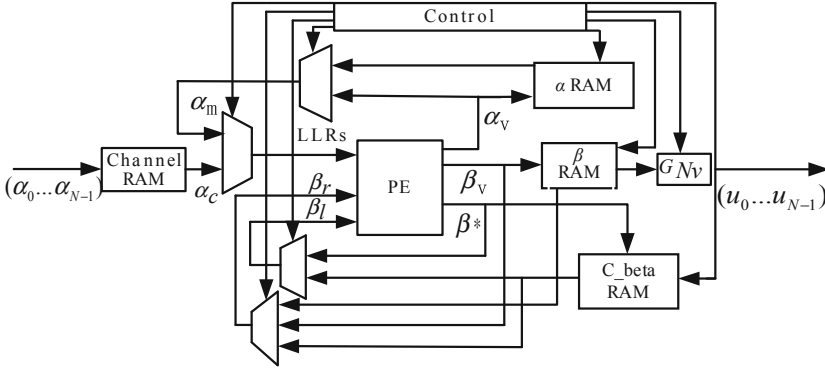 Control
α RAM
α_m
LLRs
α_v
Channel
RAM
(α_0...α_{N-1})
α_c
PE
β_r
β_l
β_v
β*
β
RAM
G_{Nv}
(u_0...u_{N-1})
C_beta
RAM